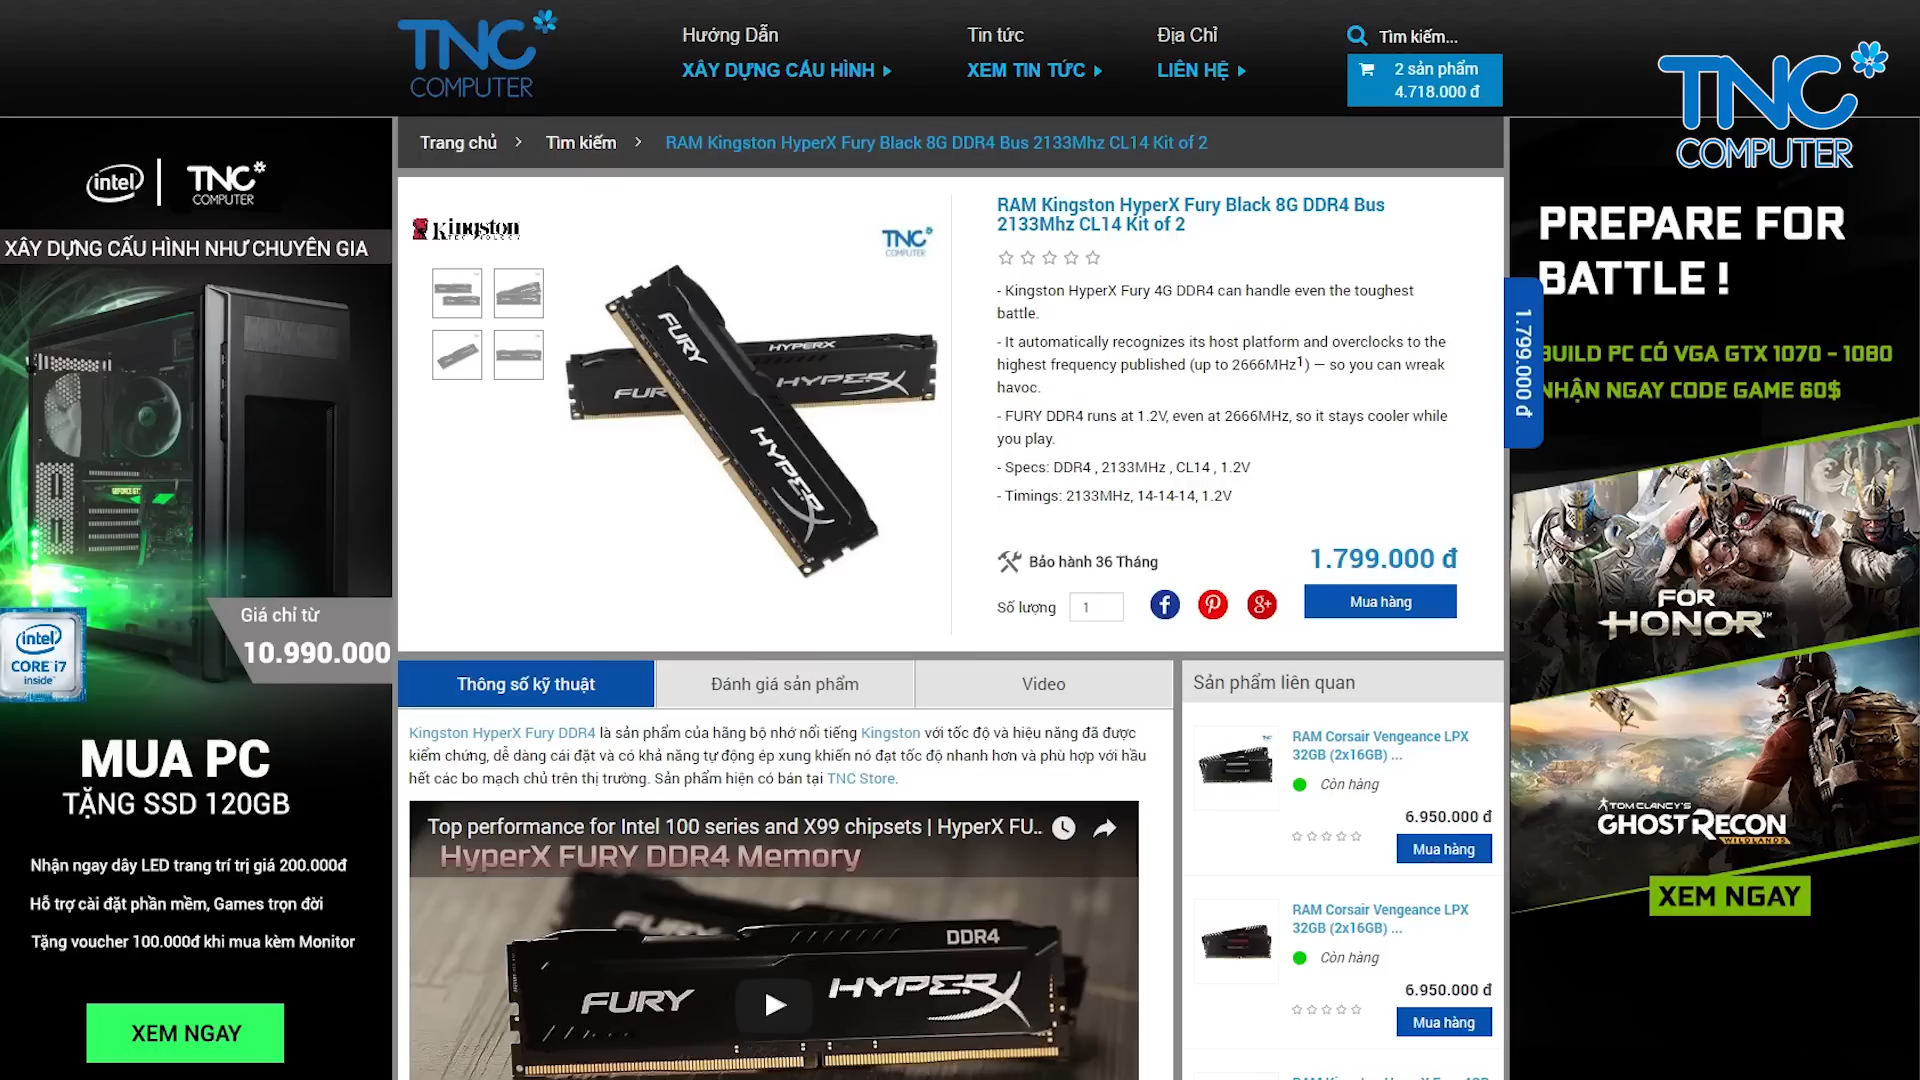 TNC
COMPUTER
Hướng Dẫn
XÂY DỰNG CẤU HÌNH
Tin tức
XEM TIN TỨC
Địa Chỉ
LIÊN HỆ
Tìm kiếm...
2 sản phẩm
4.718.000 đ
TNC
COMPUTER
Trang chủ > Tìm kiếm > RAM Kingston HyperX Fury Black 8G DDR4 Bus 2133Mhz CL14 Kit of 2
intel
TNC
COMPUTER
XÂY DỰNG CẤU HÌNH NHƯ CHUYÊN GIA
Giá chỉ từ
10.990.000
intel
CORE i7
inside
MUA PC
TẶNG SSD 120GB
Nhận ngay dây LED trang trí trị giá 200.000đ
Hỗ trợ cài đặt phần mềm, Games trọn đời
Tặng voucher 100.000đ khi mua kèm Monitor
XEM NGAY
Kingston
TECHNOLOGY
TNC
COMPUTER
FURY
HYPERX
FURY
HYPERX
HYPERX
RAM Kingston HyperX Fury Black 8G DDR4 Bus
2133Mhz CL14 Kit of 2
- Kingston HyperX Fury 4G DDR4 can handle even the toughest
battle.
- It automatically recognizes its host platform and overclocks to the
highest frequency published (up to 2666MHz1) — so you can wreak
havoc.
- FURY DDR4 runs at 1.2V, even at 2666MHz, so it stays cooler while
you play.
- Specs: DDR4 , 2133MHz , CL14 , 1.2V
- Timings: 2133MHz, 14-14-14, 1.2V
Bảo hành 36 Tháng
1.799.000 đ
Số lượng
1
Mua hàng
Thông số kỹ thuật
Đánh giá sản phẩm
Video
Kingston HyperX Fury DDR4 là sản phẩm của hãng bộ nhớ nổi tiếng Kingston với tốc độ và hiệu năng đã được
kiểm chứng, dễ dàng cái đặt và có khả năng tự động ép xung khiến nó đạt tốc độ nhanh hơn và phù hợp với hầu
hết các bo mạch chủ trên thị trường. Sản phẩm hiện có bán tại TNC Store.
Top performance for Intel 100 series and X99 chipsets | HyperX FU...
HyperX FURY DDR4 Memory
DDR4
FURY
HYPERX
Sản phẩm liên quan
RAM Corsair Vengeance LPX
32GB (2x16GB) ...
Còn hàng
6.950.000 đ
Mua hàng
RAM Corsair Vengeance LPX
32GB (2x16GB) ...
Còn hàng
6.950.000 đ
Mua hàng
1.799.000 đ
PREPARE FOR
BATTLE !
BUILD PC CÓ VGA GTX 1070 - 1080
NHẬN NGAY CODE GAME 60$
FOR
HONOR
TOM CLANCY'S
GHOST RECON
WILDLANDS
XEM NGAY